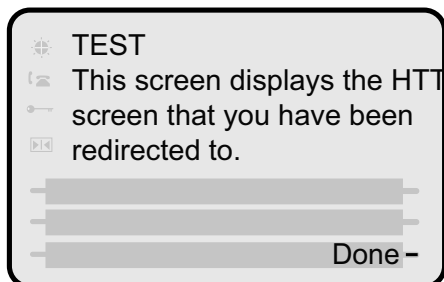 TEST
This screen displays the HTT
screen that you have been
redirected to.
Done